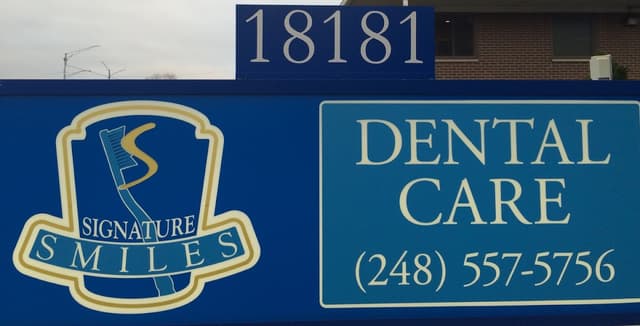 18181
S
SIGNATURE
SMILES
DENTAL
CARE
(248) 557-5756